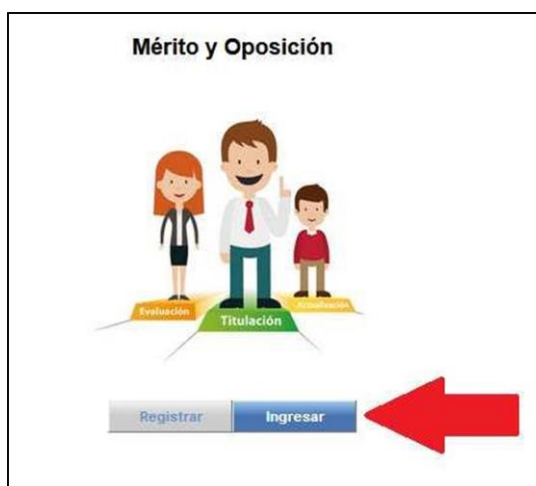 Mérito y Oposición
Evaluación
Titulación
Actualización
Registrar
Ingresar